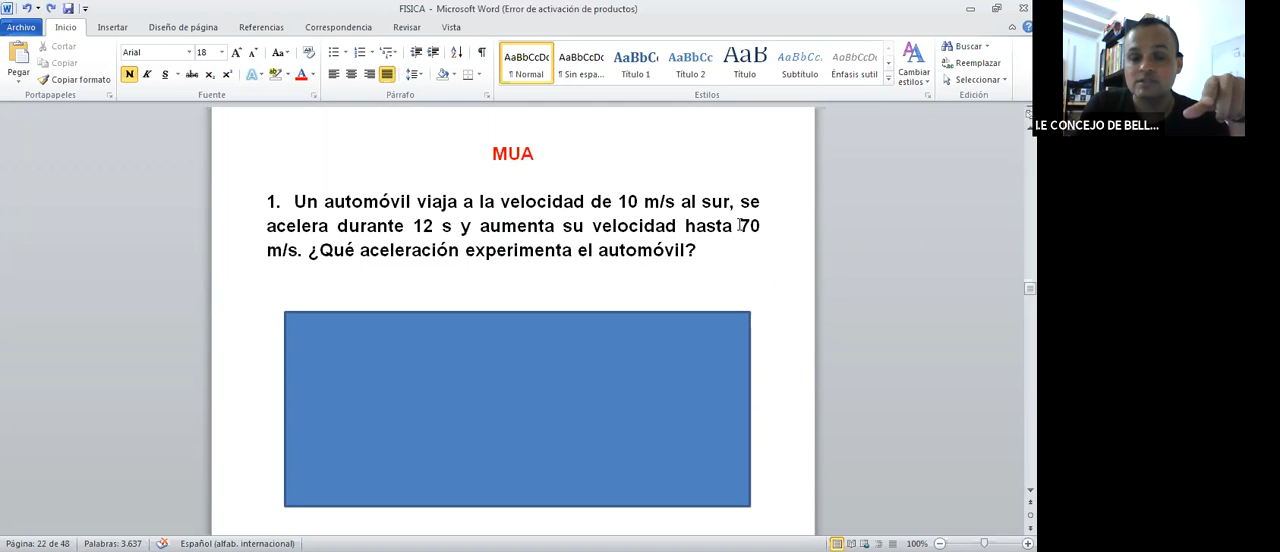 FISICA - Microsoft Word (Error de activación de productos)
Archivo Inicio Insertar Diseño de página Referencias Correspondencia Revisar Vista
Pegar
Cortar
Copiar
Copiar formato
Portapapeles
Arial 18
Fuente
Párrafo
AaBbCcDc AaBbCcDc AaBbC AaBbCc AaB AaBbCc. AaBbCcDc
¶ Normal ¶ Sin espa... Título 1 Título 2 Título Subtítulo Énfasis sutil
Cambiar estilos
Estilos
Buscar
Reemplazar
Seleccionar
Edición
I.E CONCEJO DE BELL...
MUA
1. Un automóvil viaja a la velocidad de 10 m/s al sur, se
acelera durante 12 s y aumenta su velocidad hasta 70
m/s. ¿Qué aceleración experimenta el automóvil?
Página: 22 de 48 Palabras: 3.637 Español (alfab. internacional) 100%